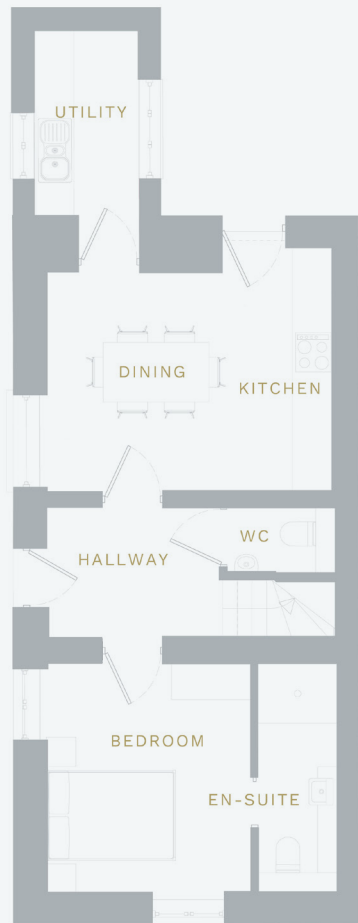 UTILITY
DINING
KITCHEN
WC
HALLWAY
BEDROOM
EN-SUITE